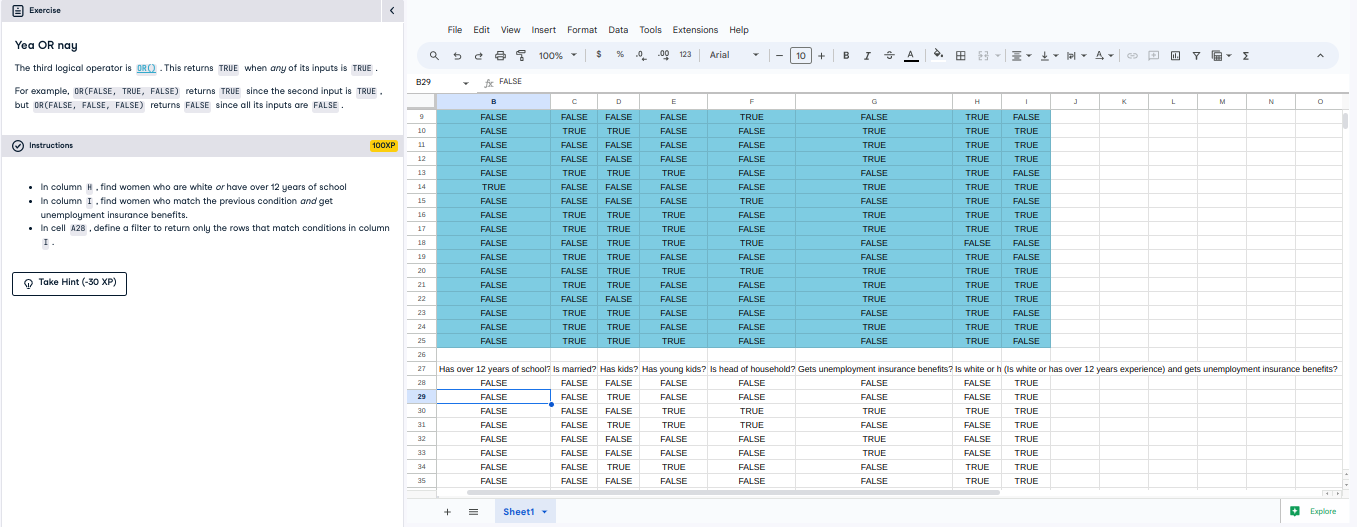 Exercise
Yea OR nay
The third logical operator is OR() . This returns TRUE when any of its inputs is TRUE .
For example, OR(FALSE, TRUE, FALSE) returns TRUE since the second input is TRUE ,
but OR(FALSE, FALSE, FALSE) returns FALSE since all its inputs are FALSE .
Instructions 100XP
• In column H , find women who are white or have over 12 years of school
• In column I , find women who match the previous condition and get
unemployment insurance benefits.
• In cell A28 , define a filter to return only the rows that match conditions in column
I .
Take Hint (-30 XP)
File Edit View Insert Format Data Tools Extensions Help
100% $ % .0 .00 123 Arial 10 B I S A
B29 fx FALSE
B C D E F G H I J K L M N O
9 FALSE FALSE FALSE FALSE TRUE FALSE TRUE FALSE
10 FALSE TRUE TRUE FALSE FALSE TRUE TRUE TRUE
11 FALSE FALSE FALSE FALSE FALSE TRUE TRUE TRUE
12 FALSE FALSE FALSE FALSE FALSE TRUE TRUE TRUE
13 FALSE TRUE FALSE FALSE FALSE FALSE TRUE FALSE
14 TRUE FALSE FALSE FALSE FALSE TRUE TRUE TRUE
15 FALSE FALSE FALSE FALSE TRUE FALSE TRUE FALSE
16 FALSE TRUE TRUE TRUE FALSE TRUE TRUE TRUE
17 FALSE TRUE TRUE FALSE FALSE TRUE TRUE TRUE
18 FALSE FALSE TRUE TRUE TRUE FALSE FALSE FALSE
19 FALSE TRUE TRUE FALSE FALSE FALSE TRUE FALSE
20 FALSE FALSE TRUE TRUE TRUE TRUE TRUE TRUE
21 FALSE TRUE TRUE FALSE FALSE TRUE TRUE TRUE
22 FALSE FALSE FALSE FALSE FALSE TRUE TRUE TRUE
23 FALSE TRUE TRUE FALSE FALSE TRUE TRUE FALSE
24 FALSE TRUE TRUE FALSE FALSE TRUE TRUE TRUE
25 FALSE TRUE TRUE TRUE FALSE FALSE TRUE FALSE
26
27 Has over 12 years of school? Is married? Has kids? Has young kids? Is head of household? Gets unemployment insurance benefits? Is white or h (Is white or has over 12 years experience) and gets unemployment insurance benefits?
28 FALSE FALSE FALSE FALSE FALSE FALSE FALSE TRUE
29 FALSE FALSE TRUE FALSE FALSE FALSE FALSE TRUE
30 FALSE FALSE FALSE TRUE TRUE TRUE TRUE TRUE
31 FALSE FALSE TRUE TRUE TRUE FALSE FALSE TRUE
32 FALSE FALSE FALSE FALSE FALSE TRUE FALSE TRUE
33 FALSE FALSE FALSE FALSE FALSE TRUE FALSE TRUE
34 FALSE FALSE TRUE TRUE FALSE FALSE TRUE TRUE
35 FALSE FALSE FALSE FALSE FALSE FALSE TRUE TRUE
Sheet1
Explore